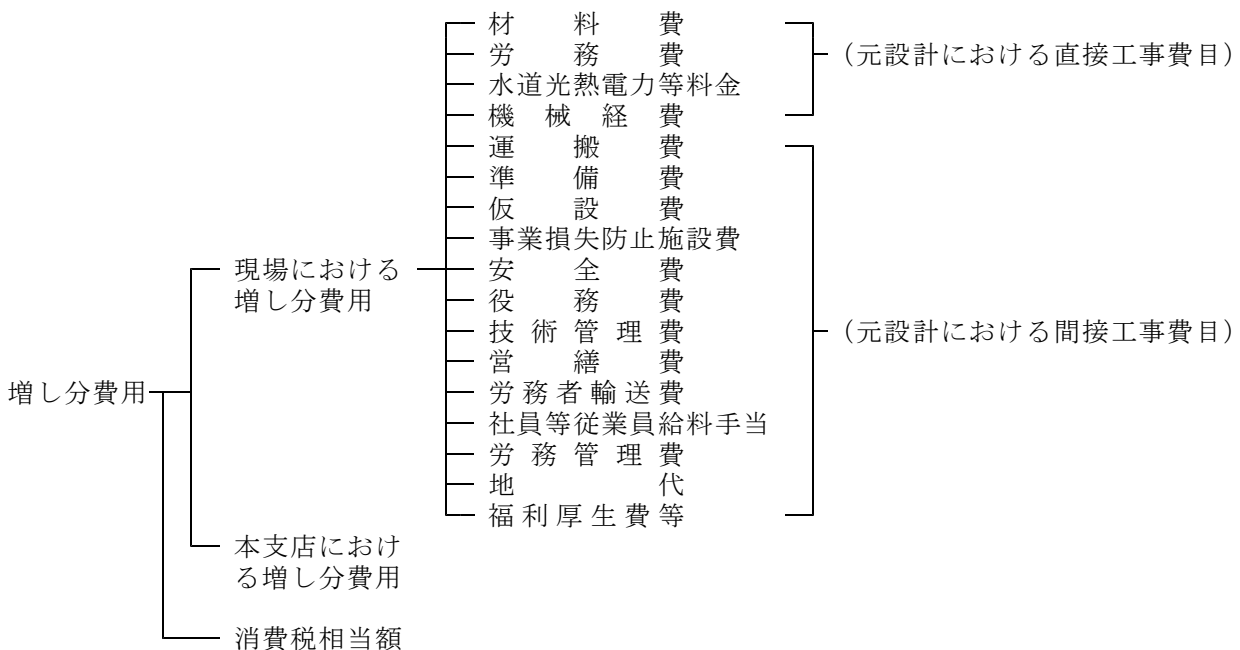 材料費
労務費
(元設計における直接工事費目)
水道光熱電力等料金
機械経費
運搬費
準備費
仮設費
事業損失防止施設費
現場における
増し分費用
安全費
役務費
技術管理費
(元設計における間接工事費目)
営繕費
増し分費用
労務者輸送費
社員等従業員給料手当
労務管理費
地代
福利厚生費等
本支店におけ
る増し分費用
消費税相当額